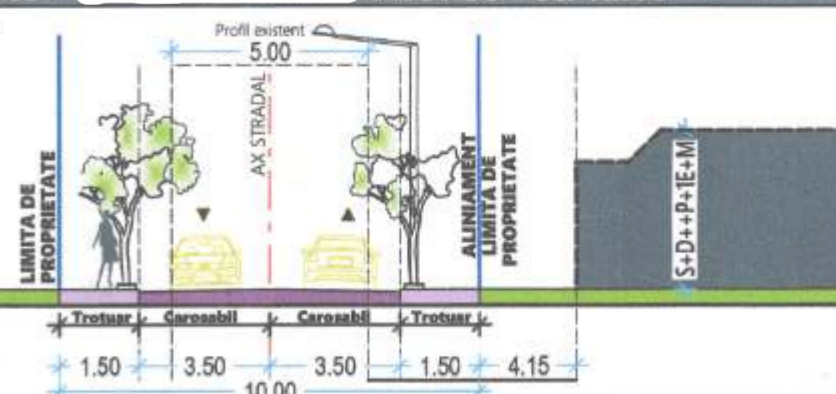 Profil existent
5.00
AX STRADAL
LIMITA DE
PROPRIETATE
ALINIAMENT
LIMITA DE
PROPRIETATE
S+D++P+1E+M
Trotuar Carosabil Carosabil Trotuar
1.50 3.50 3.50 1.50 4.15
10.00